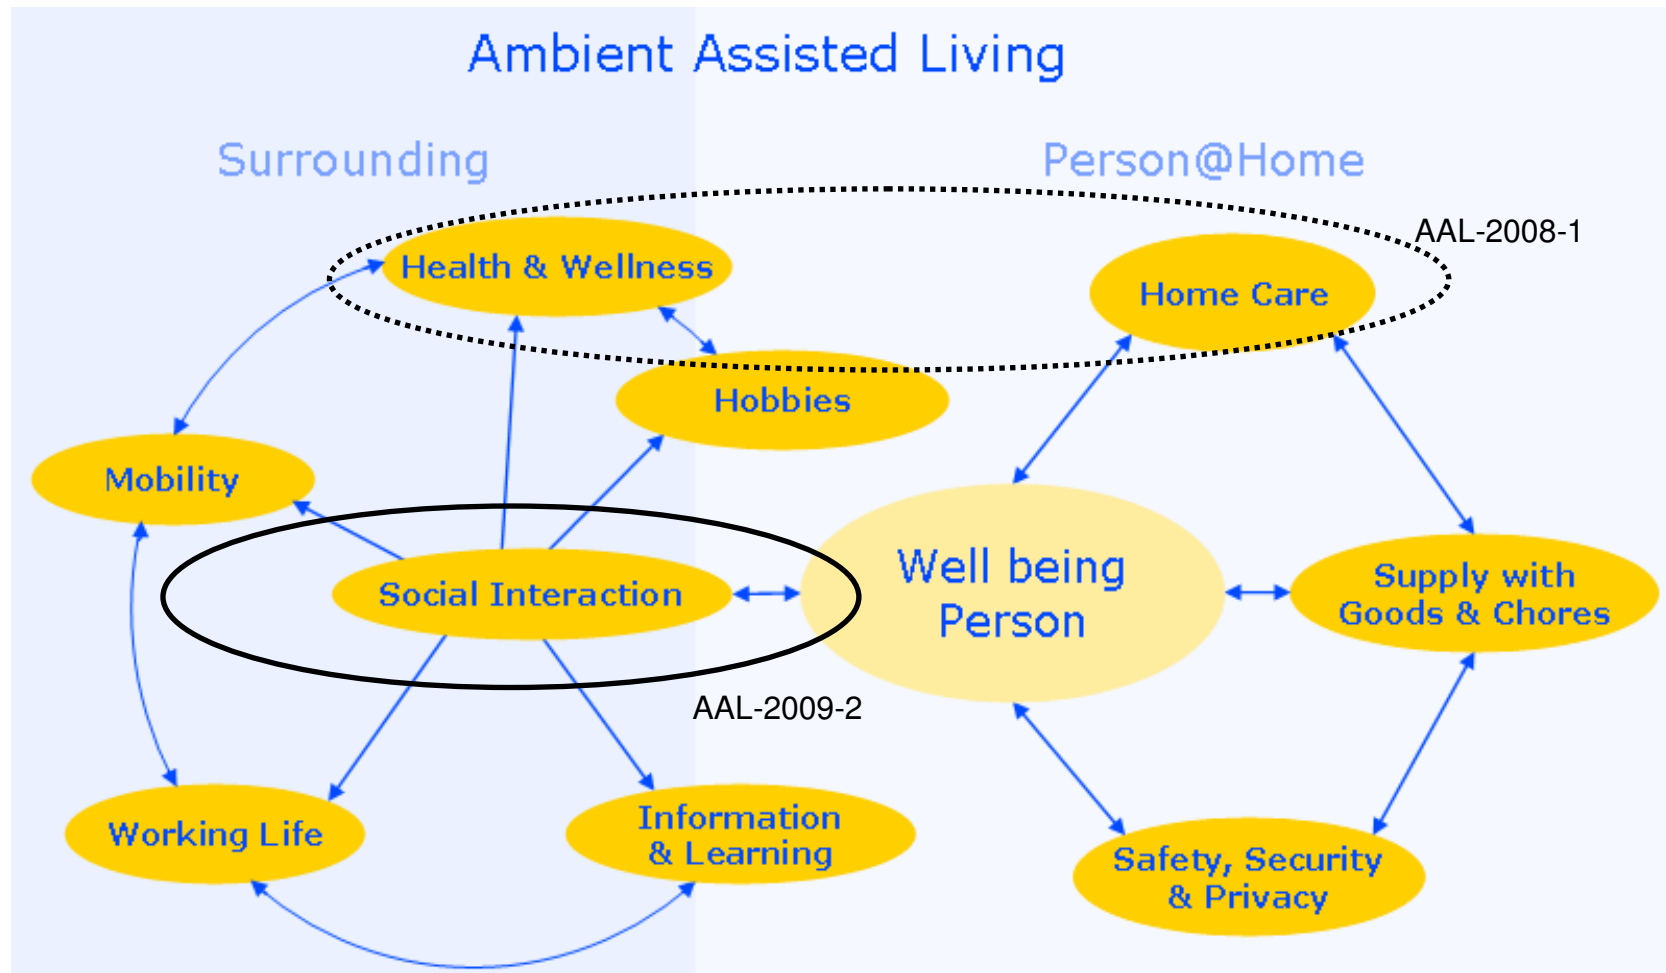 Ambient Assisted Living
Surrounding
Person@Home
AAL-2008-1
Health & Wellness
Home Care
Hobbies
Mobility
Social Interaction
Well being
Person
Supply with
Goods & Chores
AAL-2009-2
Working Life
Information
& Learning
Safety, Security
& Privacy